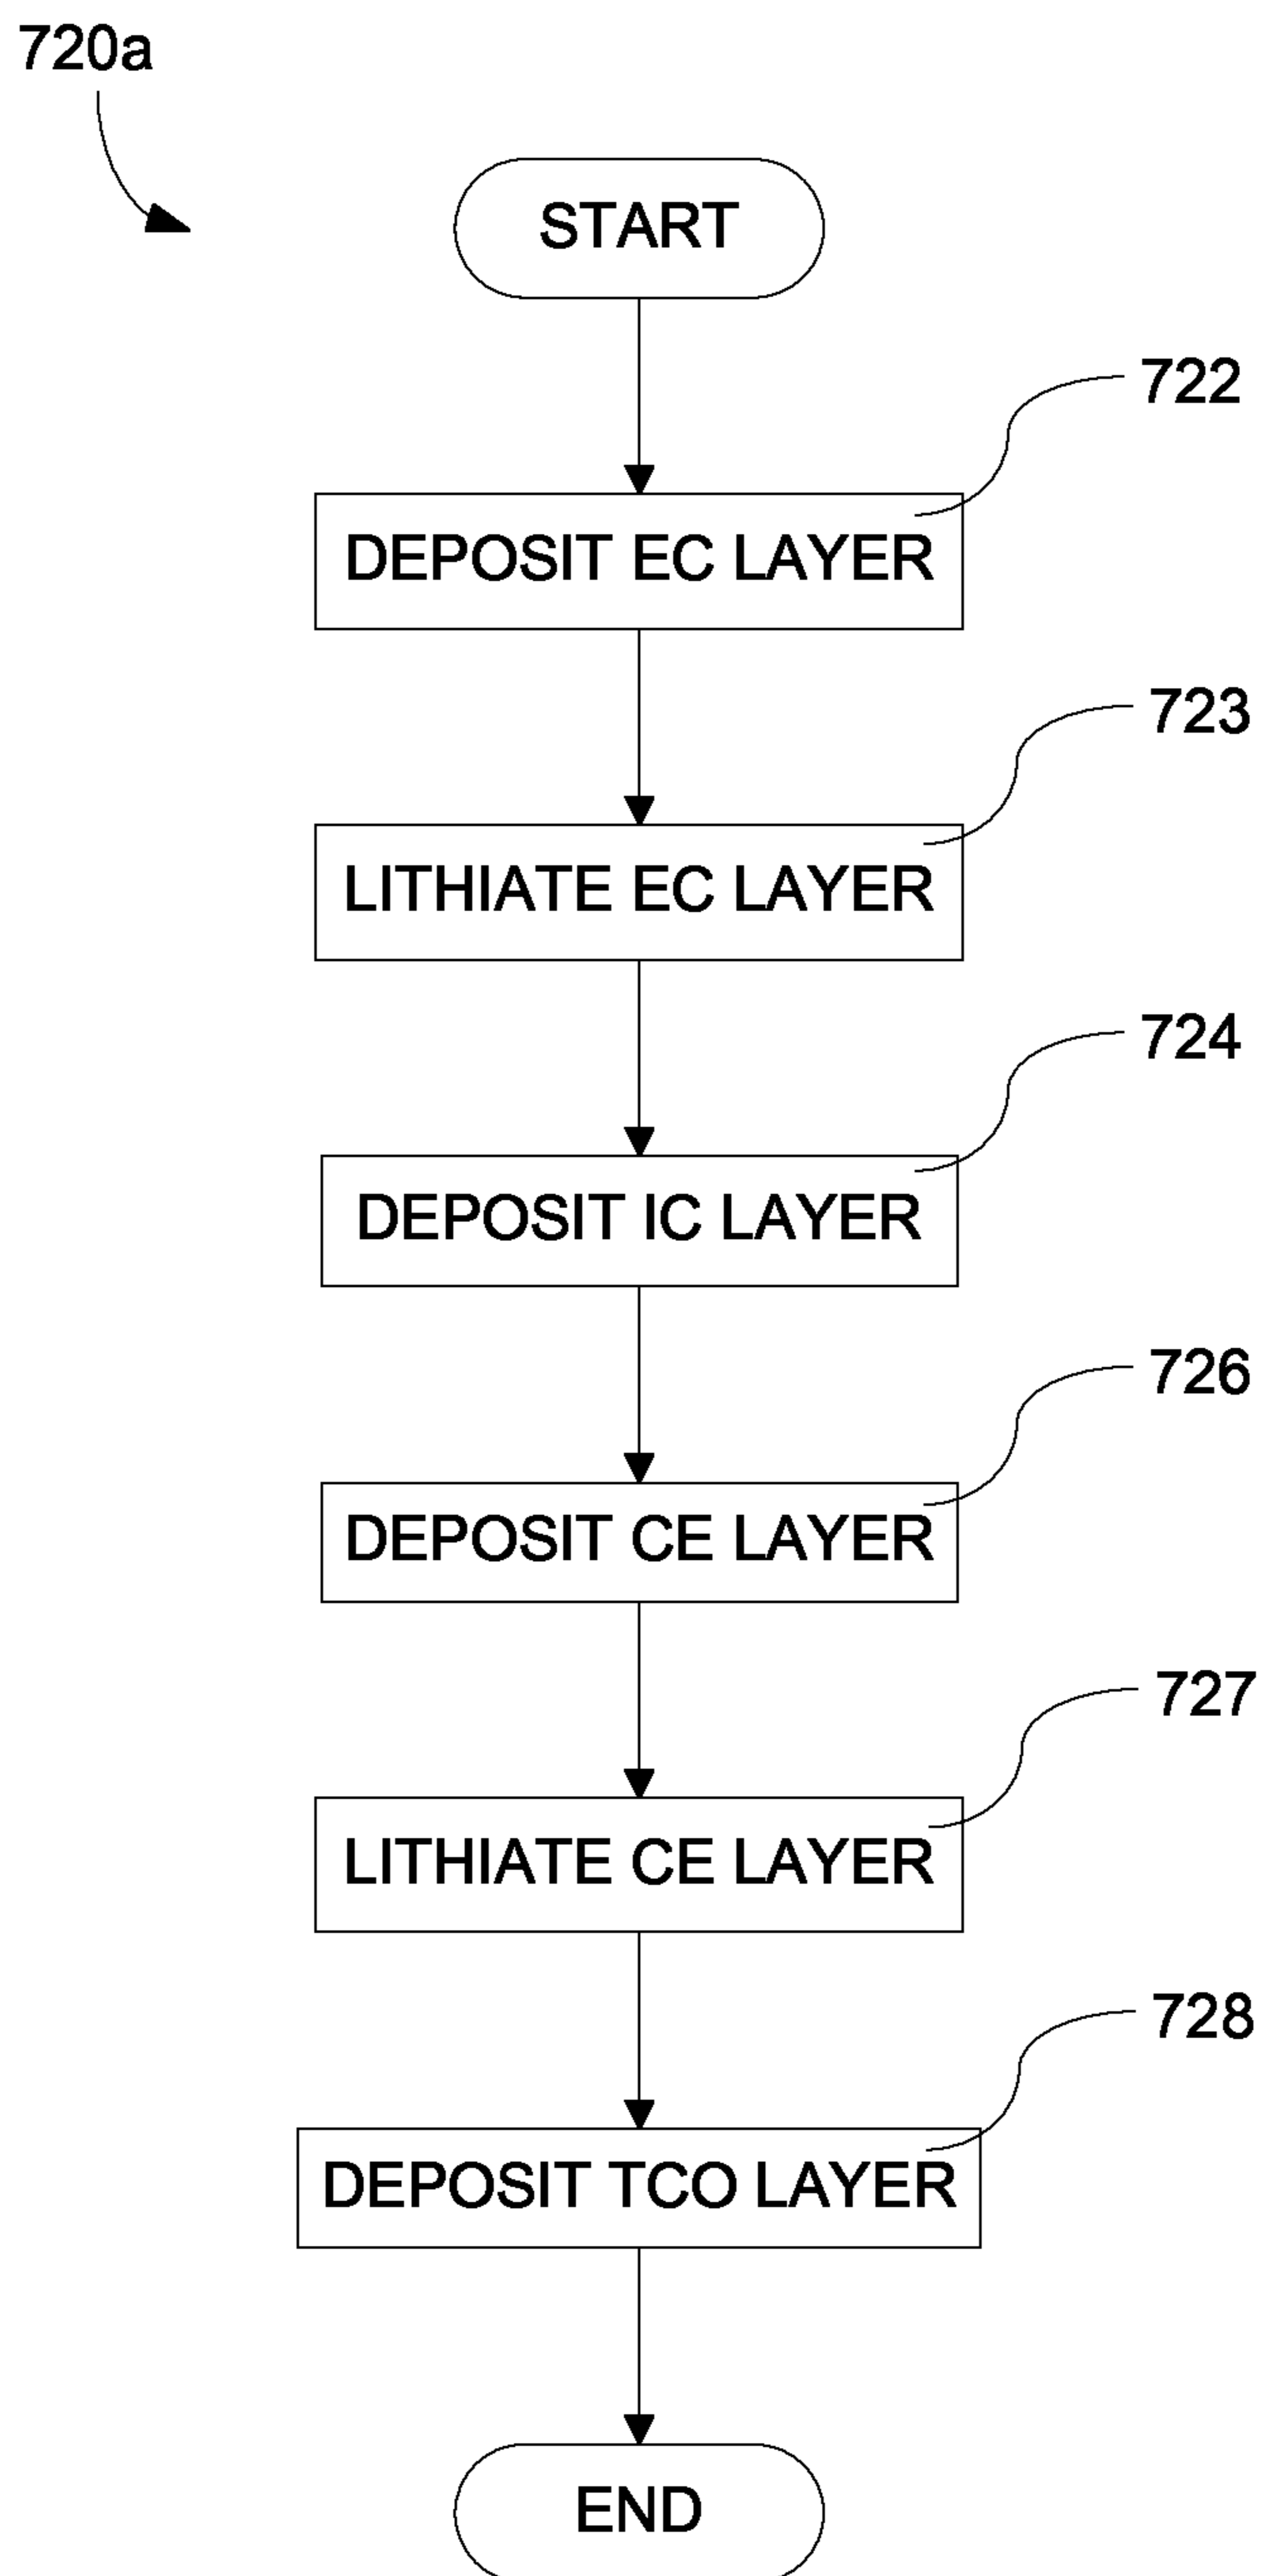 720a
START
722
DEPOSIT EC LAYER
723
LITHIATE EC LAYER
724
DEPOSIT IC LAYER
726
DEPOSIT CE LAYER
727
LITHIATE CE LAYER
728
DEPOSIT TCO LAYER
END